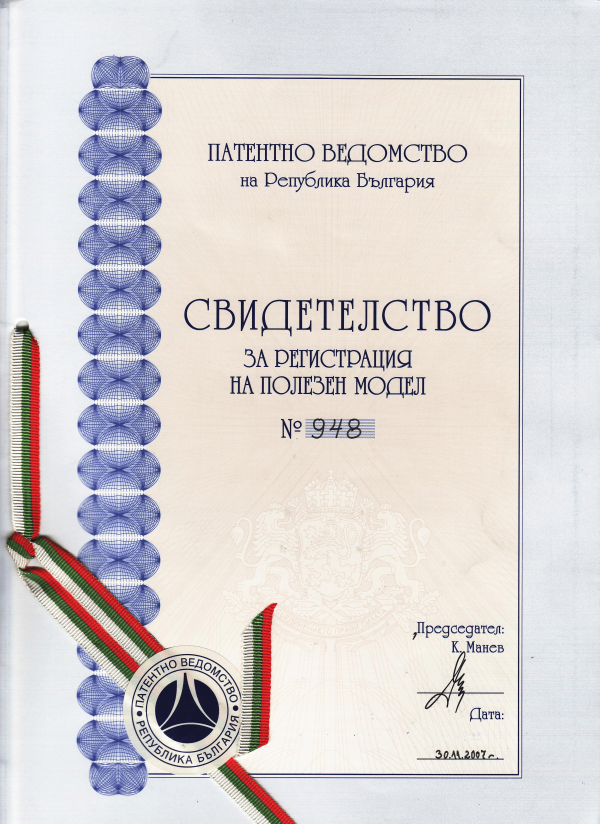 ПАТЕНТНО ВЕДОМСТВО
на Република България
СВИДЕТЕЛСТВО
ЗА РЕГИСТРАЦИЯ
НА ПОЛЕЗЕН МОДЕЛ
№ 948
Председател:
К. Манев
Дата:
30.11.2007 г.
ПАТЕНТНО ВЕДОМСТВО
РЕПУБЛИКА БЪЛГАРИЯ